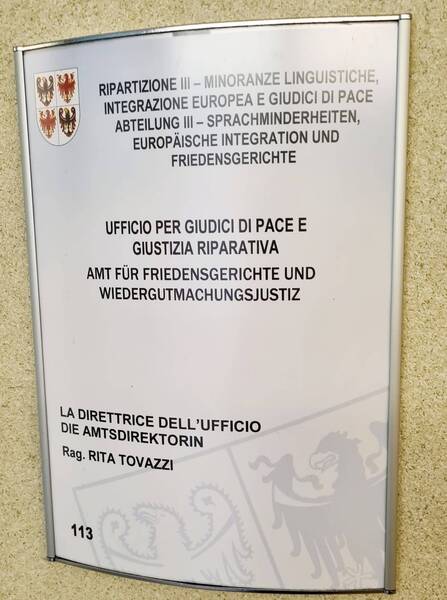 RIPARTIZIONE III – MINORANZE LINGUISTICHE,
INTEGRAZIONE EUROPEA E GIUDICI DI PACE
ABTEILUNG III – SPRACHMINDERHEITEN,
EUROPÄISCHE INTEGRATION UND
FRIEDENSGERICHTE
UFFICIO PER GIUDICI DI PACE E
GIUSTIZIA RIPARATIVA
AMT FÜR FRIEDENSGERICHTE UND
WIEDERGUTMACHUNGSJUSTIZ
LA DIRETTRICE DELL'UFFICIO
DIE AMTSDIREKTORIN
Rag. RITA TOVAZZI
113